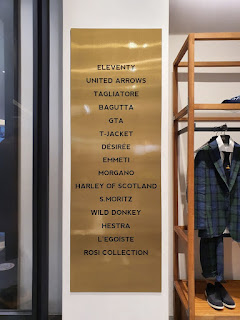 ELEVENTY
UNITED ARROWS
TAGLIATORE
BAGUTTA
GTA
T-JACKET
DESIREE
EMMETI
MORGANO
HARLEY OF SCOTLAND
S.MORITZ
WILD DONKEY
HESTRA
L'EGOISTE
ROSI COLLECTION